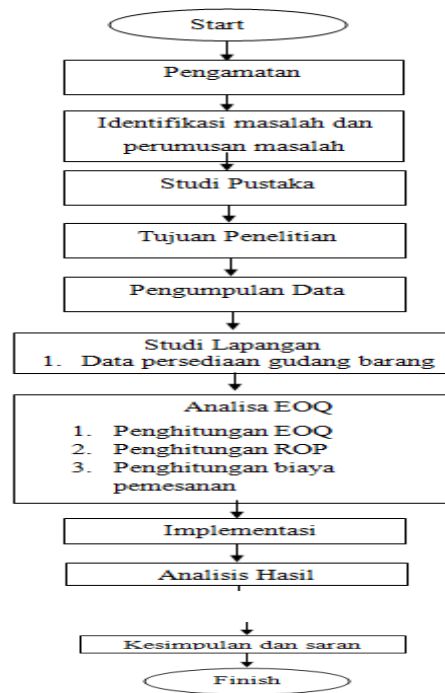 Start
Pengamatan
Identifikasi masalah dan
perumusan masalah
Studi Pustaka
Tujuan Penelitian
Pengumpulan Data
Studi Lapangan
1. Data persediaan gudang barang
Analisa EOQ
1. Penghitungan EOQ
2. Penghitungan ROP
3. Penghitungan biaya
pemesanan
Implementasi
Analisis Hasil
Kesimpulan dan saran
Finish